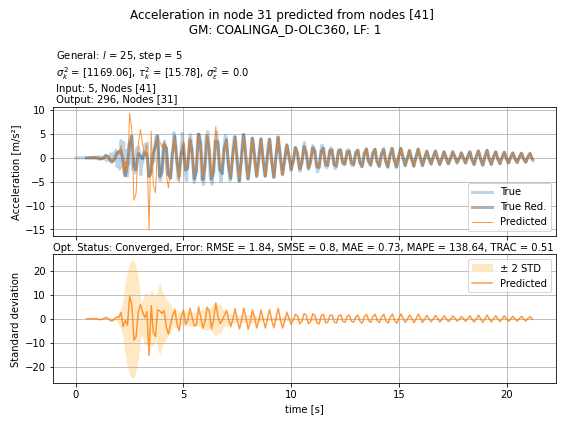 Acceleration in node 31 predicted from nodes [41]
GM: COALINGA_D-OLC360, LF: 1
General: l = 25, step = 5
σ_k^2 = [1169.06], τ_k^2 = [15.78], σ_ε^2 = 0.0
Input: 5, Nodes [41]
Output: 296, Nodes [31]
Acceleration [m/s²]
10
5
0
−5
−10
−15
True
True Red.
Predicted
Opt. Status: Converged, Error: RMSE = 1.84, SMSE = 0.8, MAE = 0.73, MAPE = 138.64, TRAC = 0.51
Standard deviation
20
10
0
−10
−20
± 2 STD
Predicted
0 5 10 15 20
time [s]